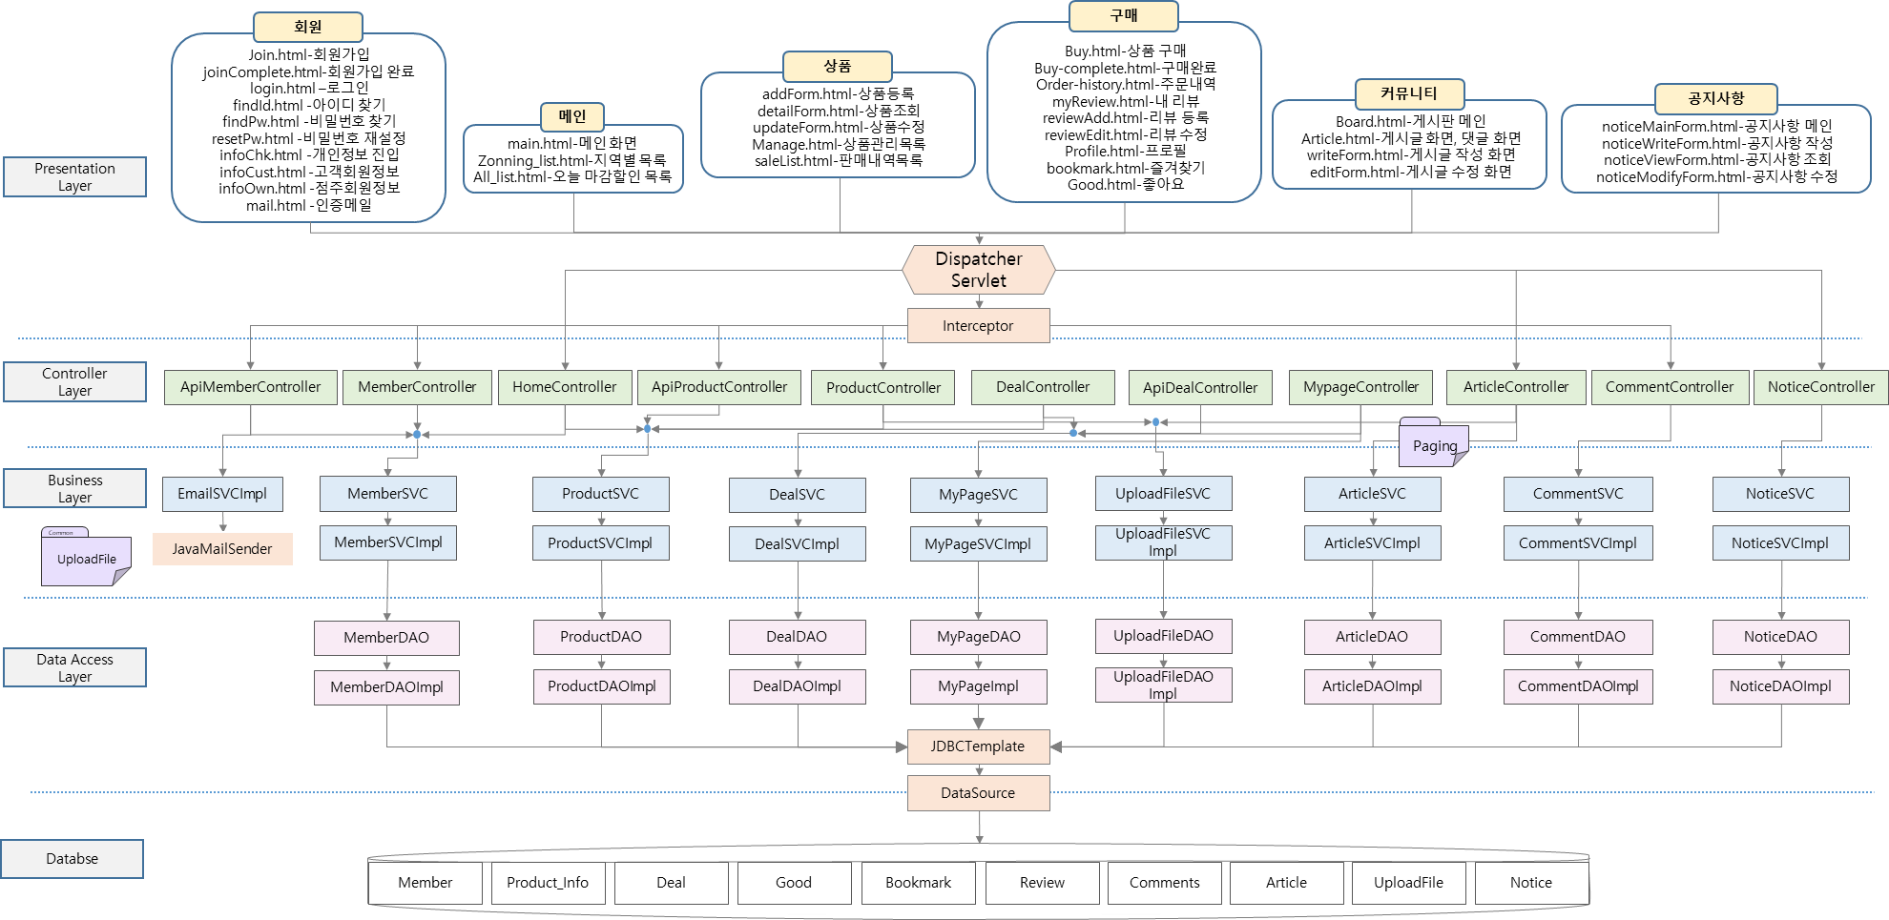 회원
Join.html-회원가입
joinComplete.html-회원가입 완료
login.html –로그인
findId.html -아이디 찾기
findPw.html -비밀번호 찾기
resetPw.html -비밀번호 재설정
infoChk.html -개인정보 진입
infoCust.html -고객회원정보
infoOwn.html -점주회원정보
mail.html -인증메일
메인
main.html-메인 화면
Zonning_list.html-지역별 목록
All_list.html-오늘 마감할인 목록
상품
addForm.html-상품등록
detailForm.html-상품조회
updateForm.html-상품수정
Manage.html-상품관리목록
saleList.html-판매내역목록
구매
Buy.html-상품 구매
Buy-complete.html-구매완료
Order-history.html-주문내역
myReview.html-내 리뷰
reviewAdd.html-리뷰 등록
reviewEdit.html-리뷰 수정
Profile.html-프로필
bookmark.html-즐겨찾기
Good.html-좋아요
커뮤니티
Board.html-게시판 메인
Article.html-게시글 화면, 댓글 화면
writeForm.html-게시글 작성 화면
editForm.html-게시글 수정 화면
공지사항
noticeMainForm.html-공지사항 메인
noticeWriteForm.html-공지사항 작성
noticeViewForm.html-공지사항 조회
noticeModifyForm.html-공지사항 수정
Presentation
Layer
Dispatcher
Servlet
Interceptor
Controller
Layer
ApiMemberController
MemberController
HomeController
ApiProductController
ProductController
DealController
ApiDealController
MypageController
ArticleController
CommentController
NoticeController
Paging
Business
Layer
EmailSVCImpl
MemberSVC
ProductSVC
DealSVC
MyPageSVC
UploadFileSVC
ArticleSVC
CommentSVC
NoticeSVC
Common
UploadFile
JavaMailSender
MemberSVCImpl
ProductSVCImpl
DealSVCImpl
MyPageSVCImpl
UploadFileSVC
Impl
ArticleSVCImpl
CommentSVCImpl
NoticeSVCImpl
Data Access
Layer
MemberDAO
ProductDAO
DealDAO
MyPageDAO
UploadFileDAO
ArticleDAO
CommentDAO
NoticeDAO
MemberDAOImpl
ProductDAOImpl
DealDAOImpl
MyPageImpl
UploadFileDAO
Impl
ArticleDAOImpl
CommentDAOImpl
NoticeDAOImpl
JDBCTemplate
DataSource
Databse
Member
Product_Info
Deal
Good
Bookmark
Review
Comments
Article
UploadFile
Notice